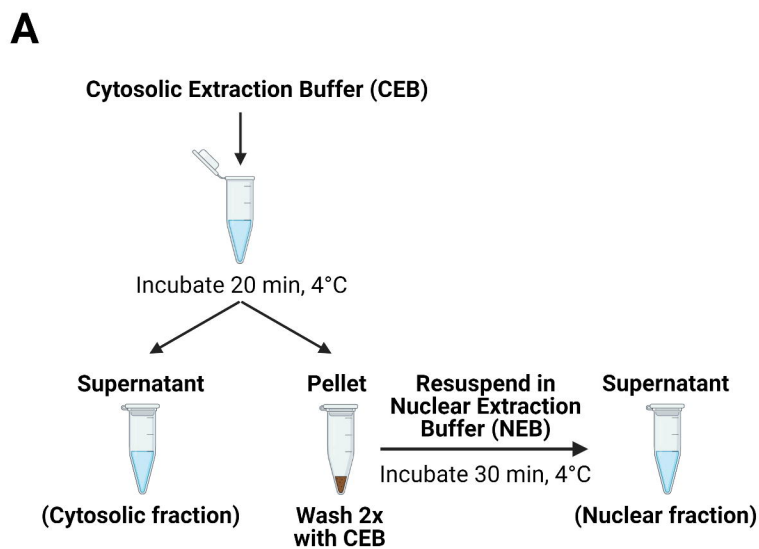 A
Cytosolic Extraction Buffer (CEB)
Incubate 20 min, 4°C
Supernatant
(Cytosolic fraction)
Pellet
Wash 2x
with CEB
Resuspend in
Nuclear Extraction
Buffer (NEB)
Incubate 30 min, 4°C
Supernatant
(Nuclear fraction)